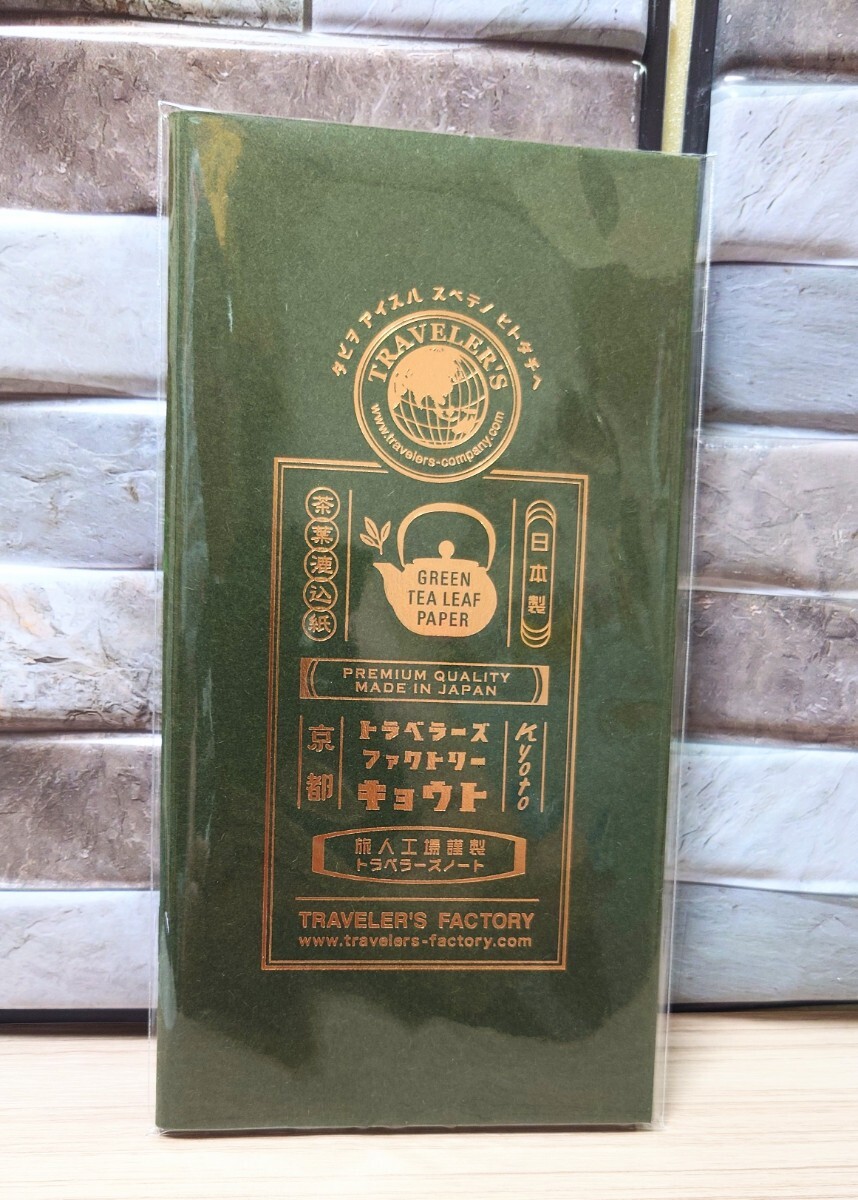 タビヲ アイスル スベテノ ヒトタチヘ
TRAVELER'S
www.travelers-company.com
茶葉漉込紙
GREEN
TEA LEAF
PAPER
日本製
PREMIUM QUALITY
MADE IN JAPAN
京都
トラベラーズ
ファクトリー
キョウト
Kyoto
旅人工場謹製
トラベラーズノート
TRAVELER'S FACTORY
www.travelers-factory.com